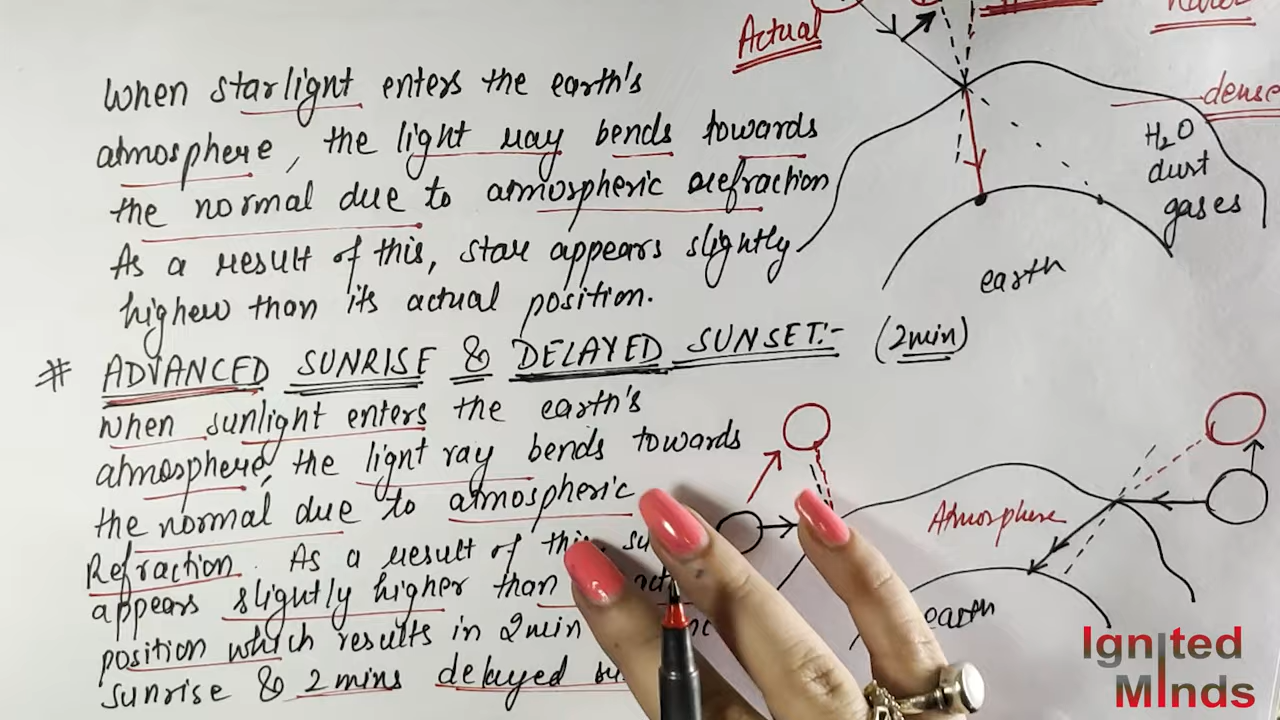 Actual
When starlight enters the earth's
atmosphere, the light ray bends towards
the normal due to atmospheric refraction
As a result of this, star appears slightly
higher than its actual position.
dense
H2O
dust
gases
earth
# ADVANCED SUNRISE & DELAYED SUNSET:- (2min)
When sunlight enters the earth's
atmosphere, the light ray bends towards
the normal due to atmospheric
Refraction. As a result of this,
appears slightly higher than
position which results in 2min
sunrise & 2 mins delayed
Atmosphere
earth
Ignited
Minds